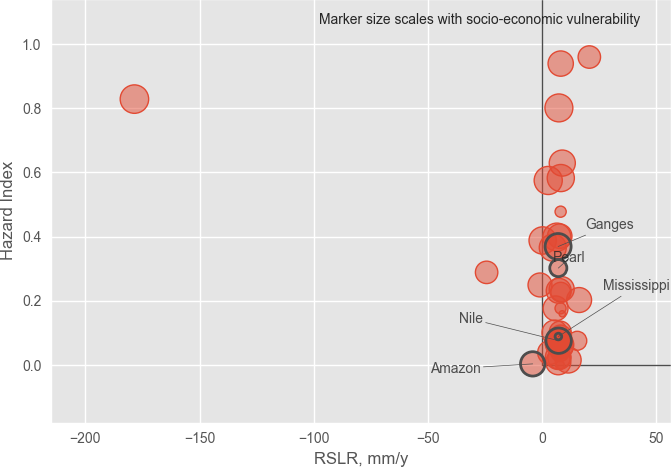 Marker size scales with socio-economic vulnerability
1.0
0.8
0.6
0.4
0.2
0.0
Hazard Index
Ganges
Pearl
Mississippi
Nile
Amazon
−200
−150
−100
−50
0
50
RSLR, mm/y